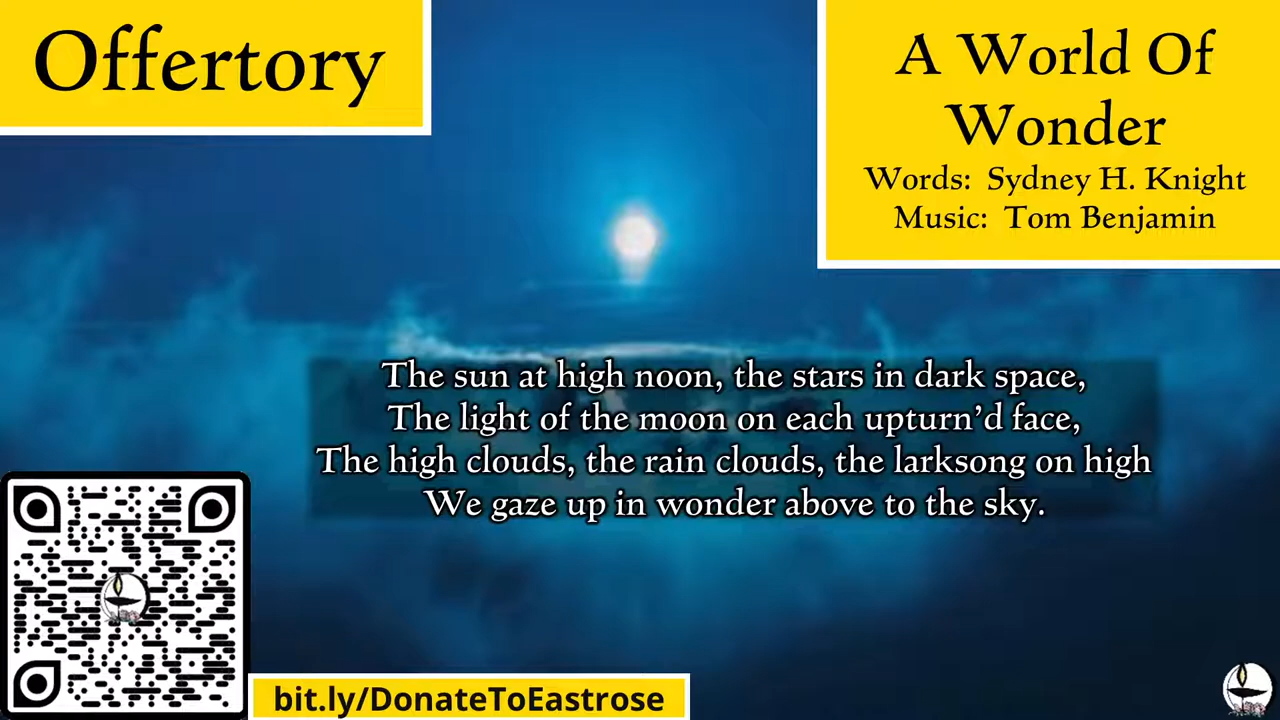 Offertory
A World Of
Wonder
Words: Sydney H. Knight
Music: Tom Benjamin
The sun at high noon, the stars in dark space,
The light of the moon on each upturn’d face,
The high clouds, the rain clouds, the larksong on high
We gaze up in wonder above to the sky.
bit.ly/DonateToEastrose